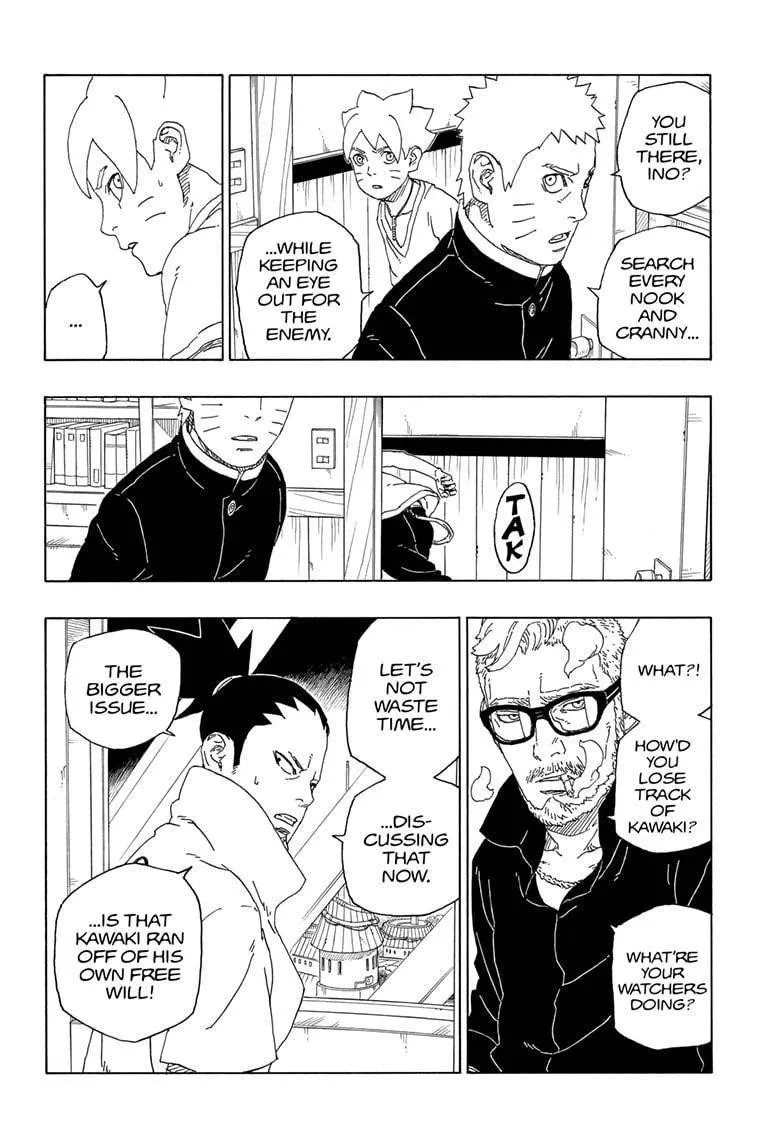 YOU
STILL
THERE,
INO?
SEARCH
EVERY
NOOK
AND
CRANNY...
...WHILE
KEEPING
AN EYE
OUT FOR
THE
ENEMY.
...
TAK
WHAT?!
HOW'D
YOU
LOSE
TRACK
OF
KAWAKI?
WHAT'RE
YOUR
WATCHERS
DOING?
LET'S
NOT
WASTE
TIME...
...DIS-
CUSSING
THAT
NOW.
THE
BIGGER
ISSUE...
...IS THAT
KAWAKI RAN
OFF OF HIS
OWN FREE
WILL!